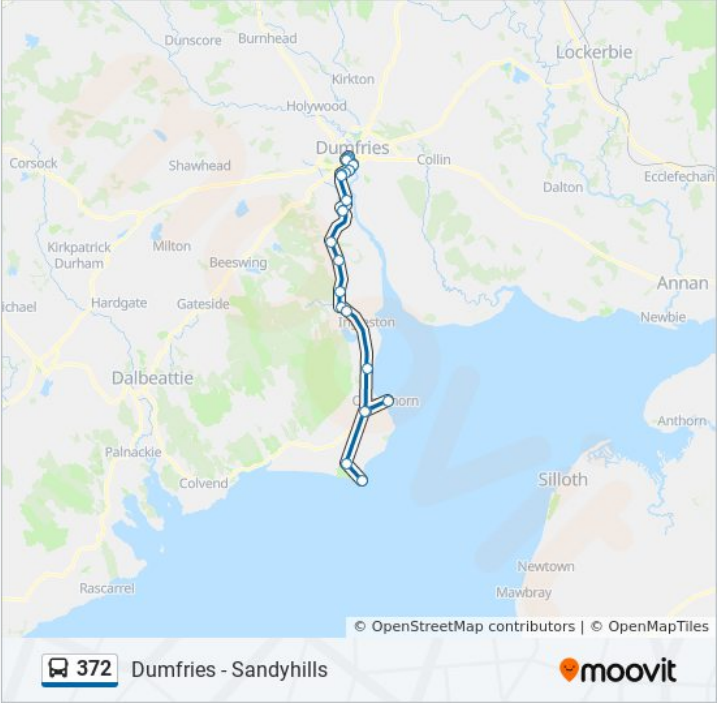 Dunscore
Burnhead
Lockerbie
Kirkton
Holywood
Dumfries
Corsock
Shawhead
Collin
Ecclefechan
Dalton
Kirkpatrick
Durham
Milton
Beeswing
Annan
ichael
Hardgate
Gateside
Newbie
Dalbeattie
Anthorn
Palnackie
Colvend
Silloth
Newtown
Mawbray
Rascarrel
© OpenStreetMap contributors | © OpenMapTiles
372 Dumfries - Sandyhills
moovit